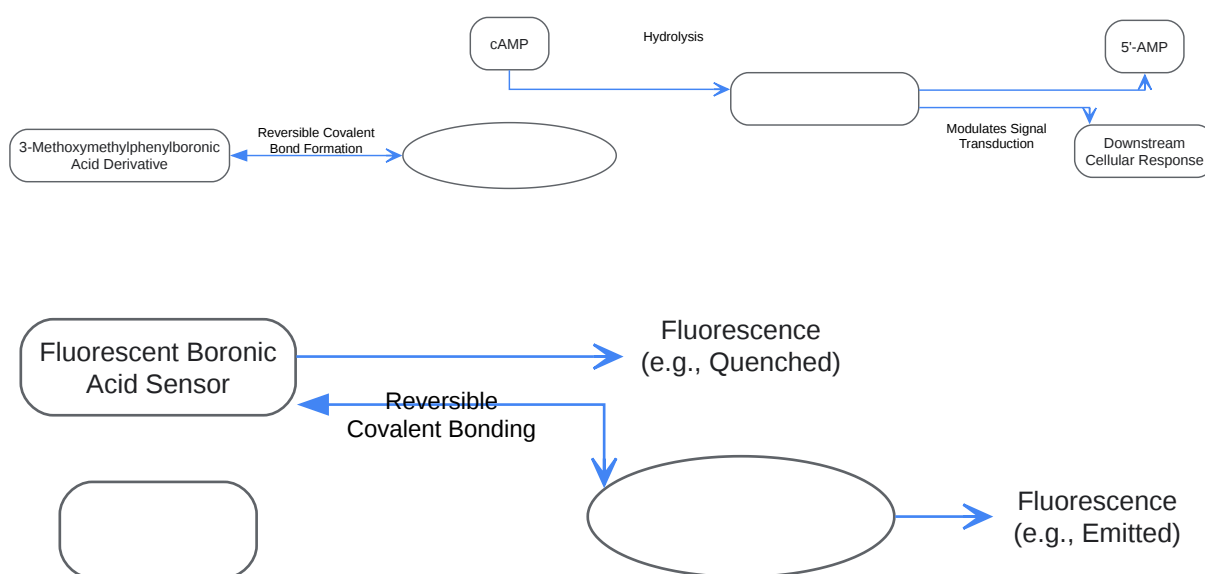 cAMP
Hydrolysis
5'-AMP
3-Methoxymethylphenylboronic
Acid Derivative
Reversible Covalent
Bond Formation
Modulates Signal
Transduction
Downstream
Cellular Response
Fluorescent Boronic
Acid Sensor
Fluorescence
(e.g., Quenched)
Reversible
Covalent Bonding
Fluorescence
(e.g., Emitted)